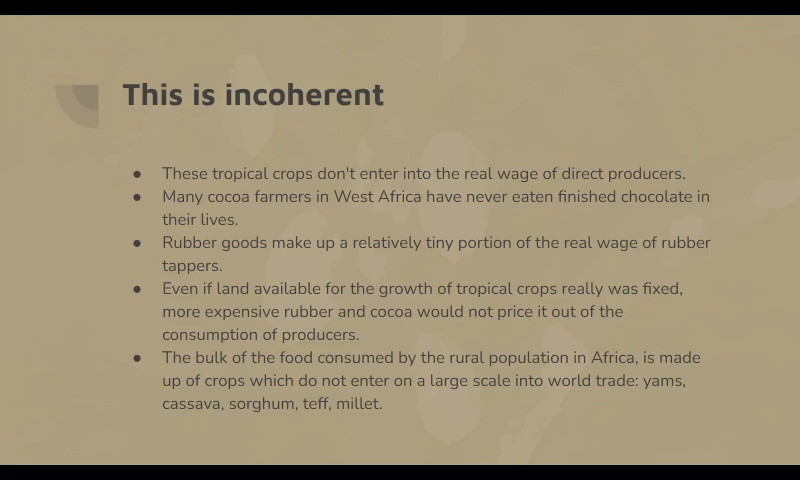 This is incoherent
● These tropical crops don't enter into the real wage of direct producers.
● Many cocoa farmers in West Africa have never eaten finished chocolate in
their lives.
● Rubber goods make up a relatively tiny portion of the real wage of rubber
tappers.
● Even if land available for the growth of tropical crops really was fixed,
more expensive rubber and cocoa would not price it out of the
consumption of producers.
● The bulk of the food consumed by the rural population in Africa, is made
up of crops which do not enter on a large scale into world trade: yams,
cassava, sorghum, teff, millet.